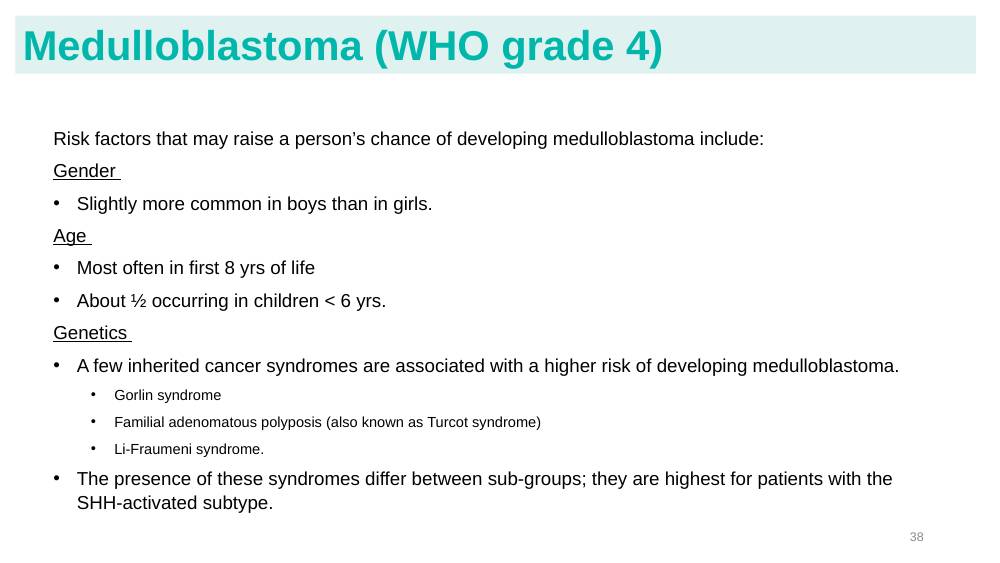 Medulloblastoma (WHO grade 4)
Risk factors that may raise a person’s chance of developing medulloblastoma include:
Gender
• Slightly more common in boys than in girls.
Age
• Most often in first 8 yrs of life
• About ½ occurring in children < 6 yrs.
Genetics
• A few inherited cancer syndromes are associated with a higher risk of developing medulloblastoma.
• Gorlin syndrome
• Familial adenomatous polyposis (also known as Turcot syndrome)
• Li-Fraumeni syndrome.
• The presence of these syndromes differ between sub-groups; they are highest for patients with the
SHH-activated subtype.
38